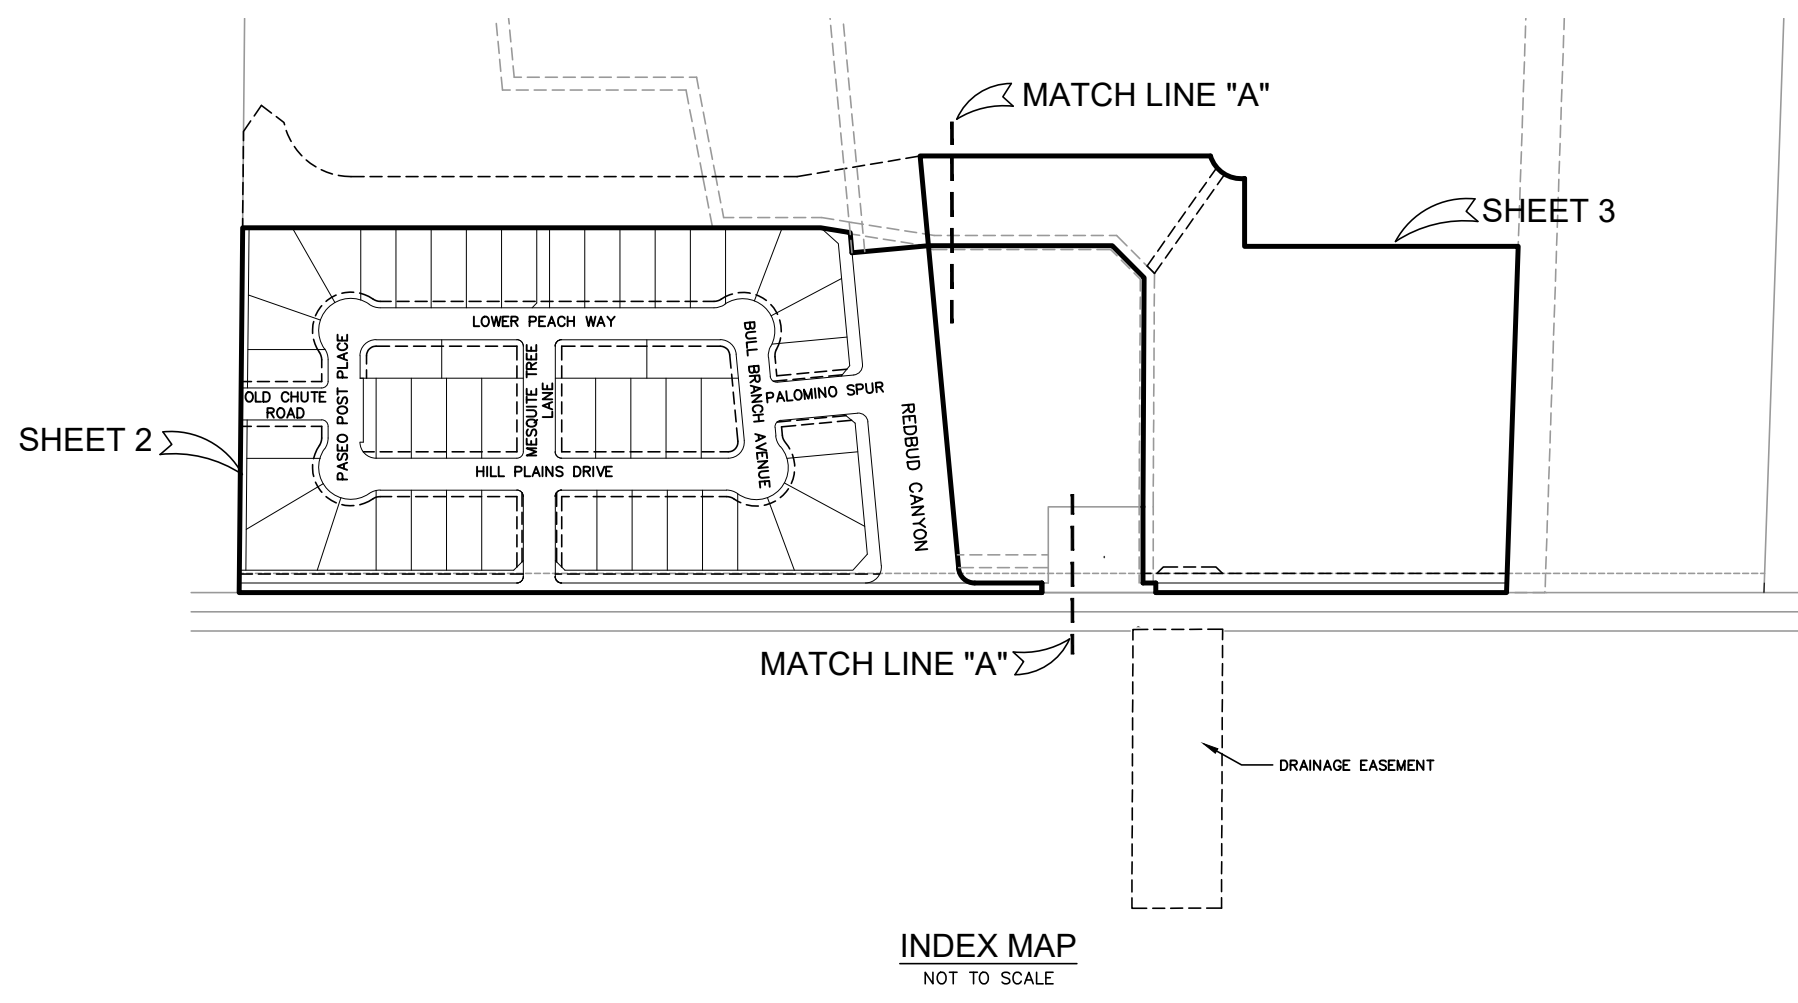 MATCH LINE "A"
SHEET 3
LOWER PEACH WAY
BULL BRANCH AVENUE
PASEO POST PLACE
MESQUITE TREE
LANE
PALOMINO SPUR
OLD CHUTE
ROAD
REDBUD CANYON
SHEET 2
HILL PLAINS DRIVE
MATCH LINE "A"
DRAINAGE EASEMENT
INDEX MAP
NOT TO SCALE